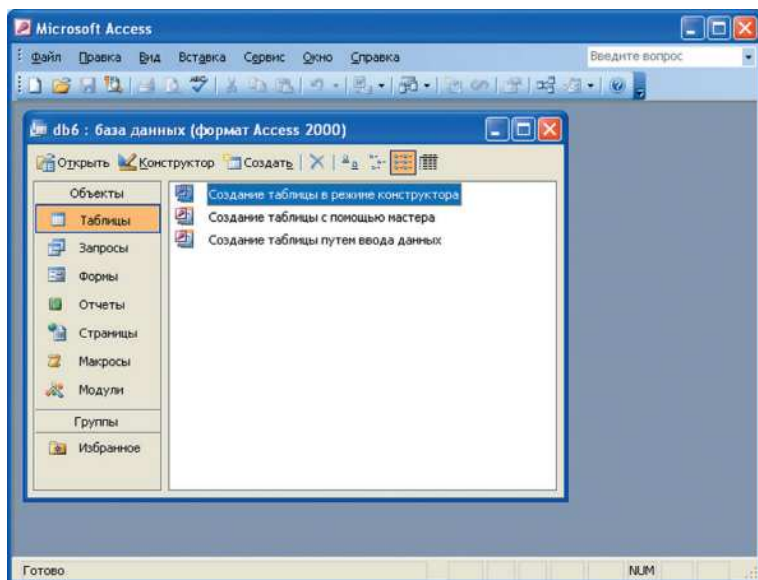 Microsoft Access
Файл Правка Вид Вставка Сервис Окно Справка Введите вопрос
db6 : база данных (формат Access 2000)
Открыть Конструктор Создать
Объекты
Таблицы
Запросы
Формы
Отчеты
Страницы
Макросы
Модули
Группы
Избранное
Создание таблицы в режиме конструктора
Создание таблицы с помощью мастера
Создание таблицы путем ввода данных
Готово NUM